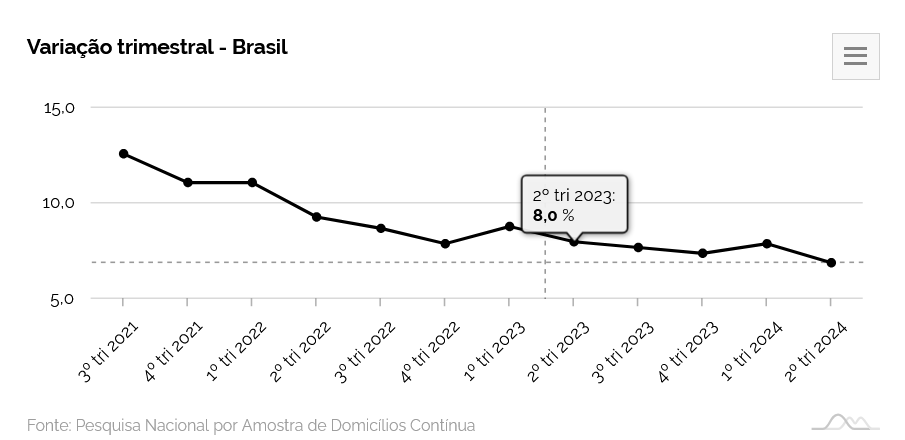 Variação trimestral - Brasil
15,0
10,0
5,0
2º tri 2023:
8,0 %
3º tri 2021
4º tri 2021
1º tri 2022
2º tri 2022
3º tri 2022
4º tri 2022
1º tri 2023
2º tri 2023
3º tri 2023
4º tri 2023
1º tri 2024
2º tri 2024
Fonte: Pesquisa Nacional por Amostra de Domicílios Contínua